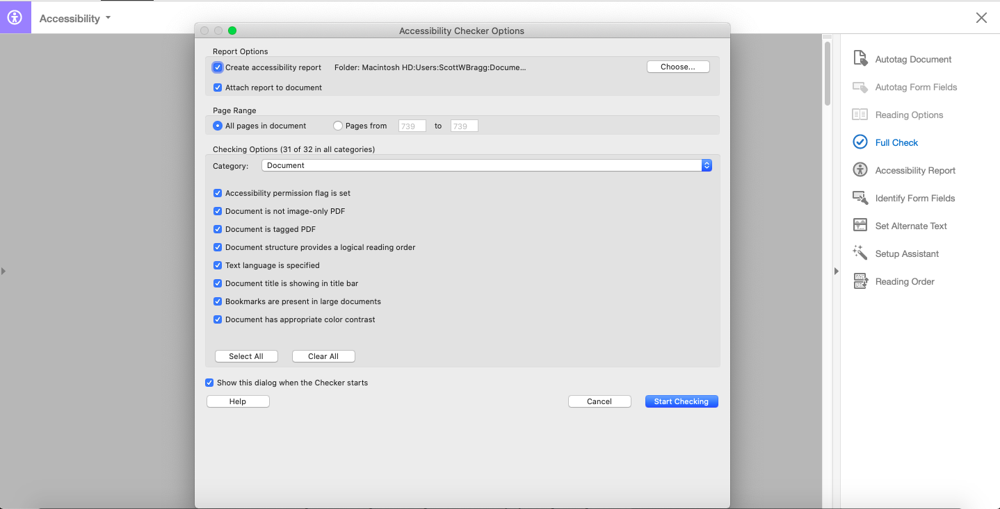 Accessibility
Accessibility Checker Options
Report Options
Create accessibility report Folder: Macintosh HD:Users:ScottWBragg:Docume... Choose...
Attach report to document
Page Range
All pages in document Pages from 739 to 739
Checking Options (31 of 32 in all categories)
Category: Document
Accessibility permission flag is set
Document is not image-only PDF
Document is tagged PDF
Document structure provides a logical reading order
Text language is specified
Document title is showing in title bar
Bookmarks are present in large documents
Document has appropriate color contrast
Select All Clear All
Show this dialog when the Checker starts
Help Cancel Start Checking
Autotag Document
Autotag Form Fields
Reading Options
Full Check
Accessibility Report
Identify Form Fields
Set Alternate Text
Setup Assistant
Reading Order